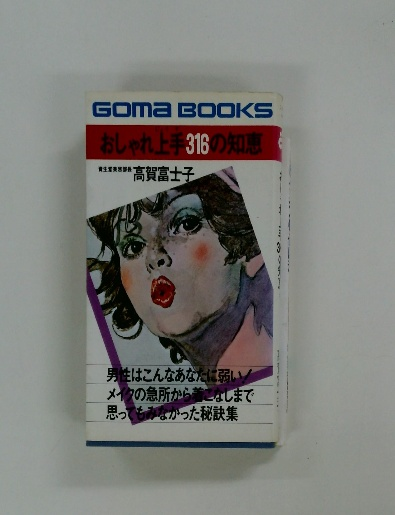 GOMA BOOKS
おしゃれ上手316の知恵
高賀富士子
男性はこんなあなたに弱い!
メイクの急所から着こなしまで
思ってもみなかった秘訣集